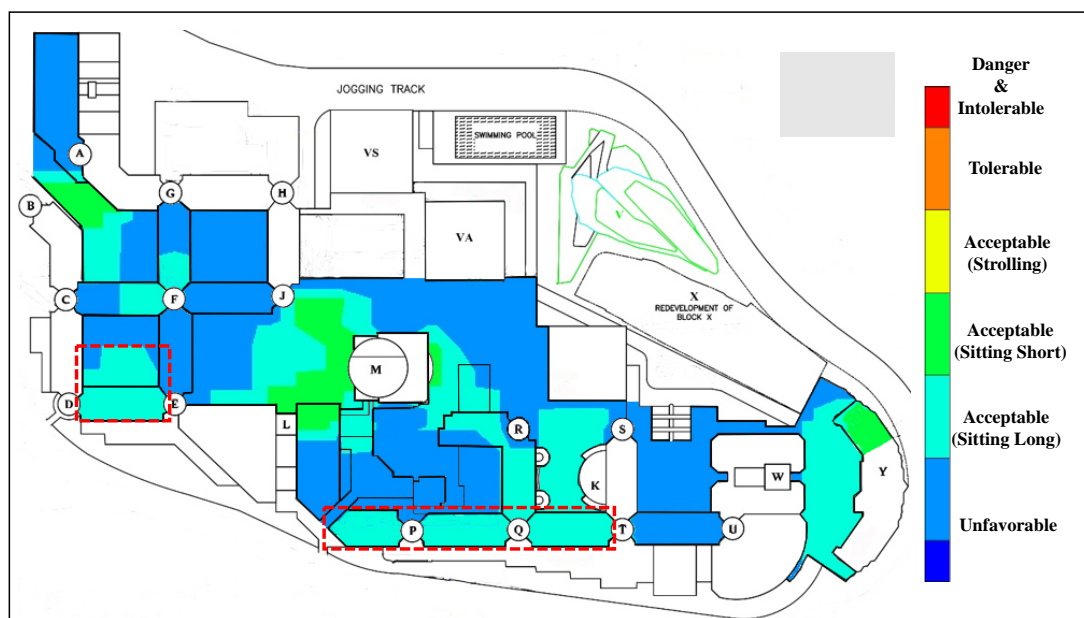 Danger
&
Intolerable
JOGGING TRACK
SWIMMING POOL
VS
A
Tolerable
G
H
B
V
VA
Acceptable
(Strolling)
C
F
J
X
REDEVELOPMENT OF
BLOCK X
Acceptable
(Sitting Short)
M
D
E
L
R
S
Acceptable
(Sitting Long)
W
Y
K
P
Q
T
U
Unfavorable